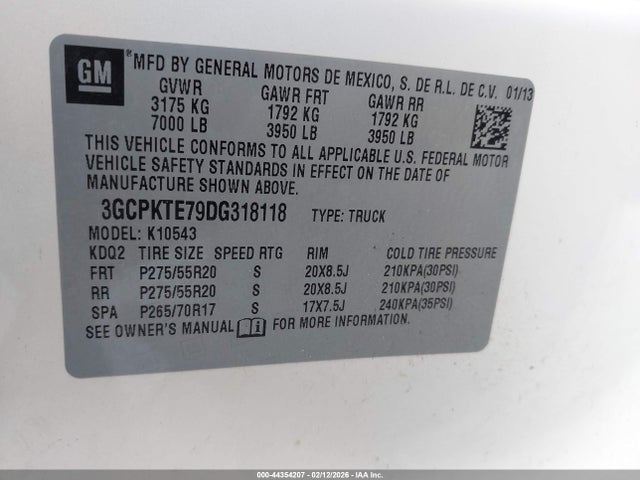 GM ® MFD BY GENERAL MOTORS DE MEXICO, S. DE R.L. DE C.V. 01/13
GVWR GAWR FRT GAWR RR
3175 KG 1792 KG 1792 KG
7000 LB 3950 LB 3950 LB
THIS VEHICLE CONFORMS TO ALL APPLICABLE U.S. FEDERAL MOTOR
VEHICLE SAFETY STANDARDS IN EFFECT ON THE DATE OF
MANUFACTURE SHOWN ABOVE.
3GCPKTE79DG318118 TYPE: TRUCK
MODEL: K10543
KDQ2 TIRE SIZE SPEED RTG RIM COLD TIRE PRESSURE
FRT P275/55R20 S 20X8.5J 210KPA(30PSI)
RR P275/55R20 S 20X8.5J 210KPA(30PSI)
SPA P265/70R17 S 17X7.5J 240KPA(35PSI)
SEE OWNER'S MANUAL FOR MORE INFORMATION.
000-44354207 - 02/12/2026 - IAAI.CA